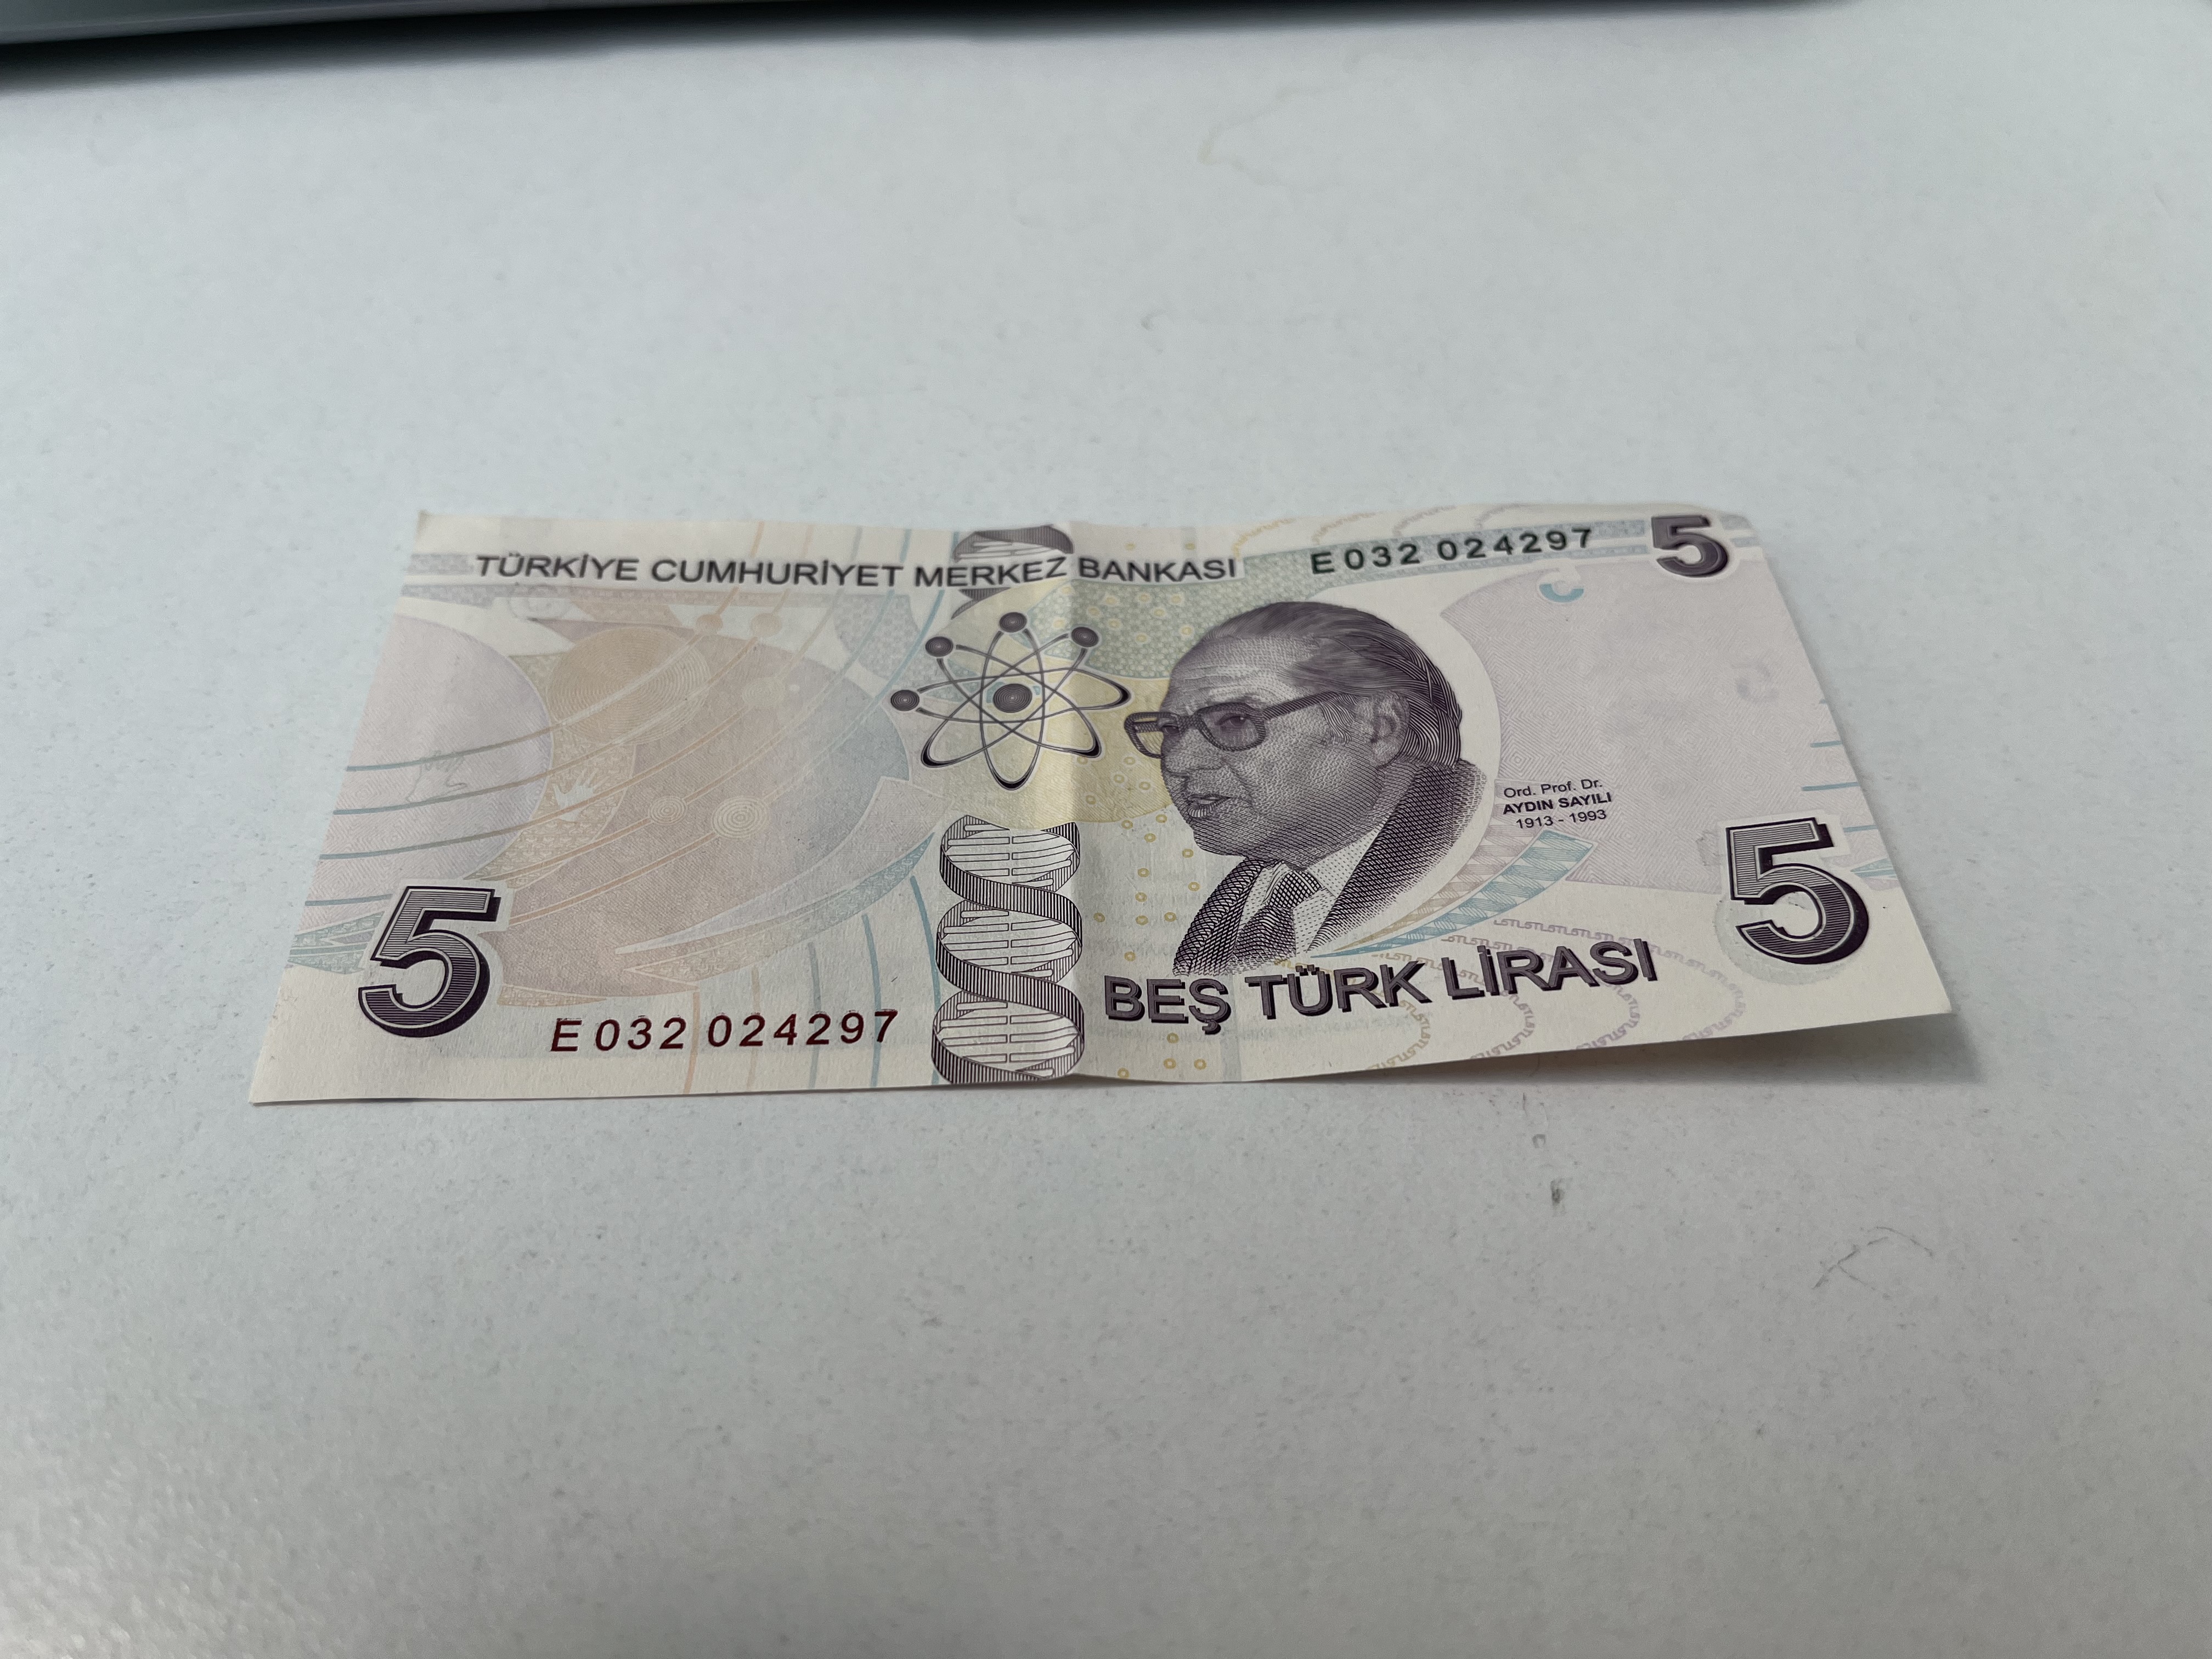 TÜRKİYE CUMHURİYET MERKEZ BANKASI
E032 024297
5
Ord. Prof. Dr.
AYDIN SAYILI
1913 - 1993
5
5
E032 024297
BEŞ TÜRK LİRASI